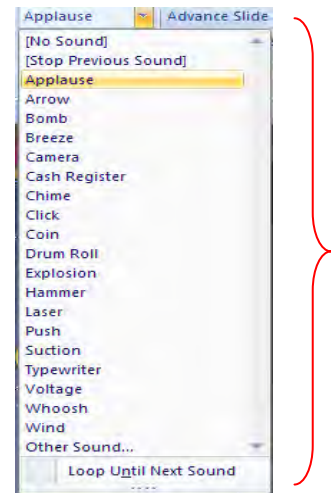 Applause Advance Slide
[No Sound]
[Stop Previous Sound]
Applause
Arrow
Bomb
Breeze
Camera
Cash Register
Chime
Click
Coin
Drum Roll
Explosion
Hammer
Laser
Push
Suction
Typewriter
Voltage
Whoosh
Wind
Other Sound...
Loop Until Next Sound